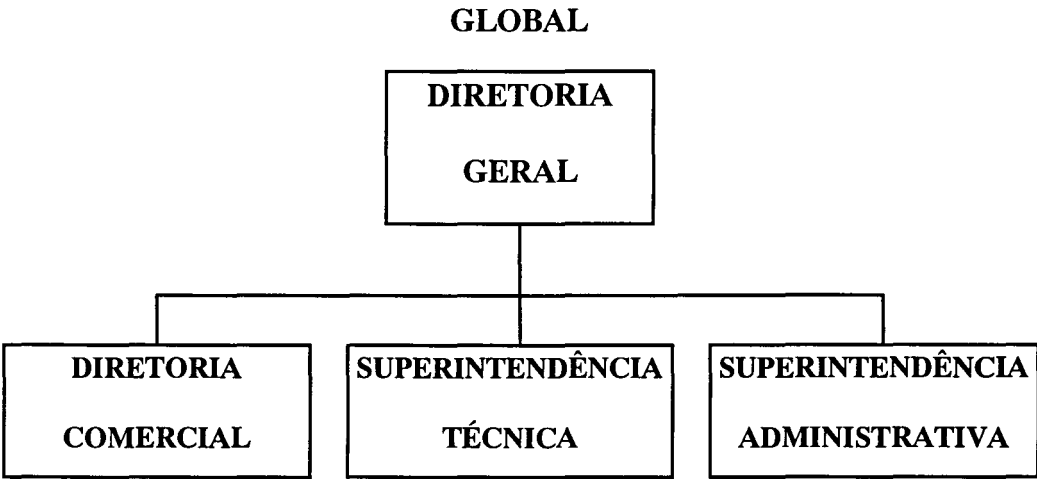 GLOBAL
DIRETORIA
GERAL
DIRETORIA
COMERCIAL
SUPERINTENDÊNCIA
TÉCNICA
SUPERINTENDÊNCIA
ADMINISTRATIVA